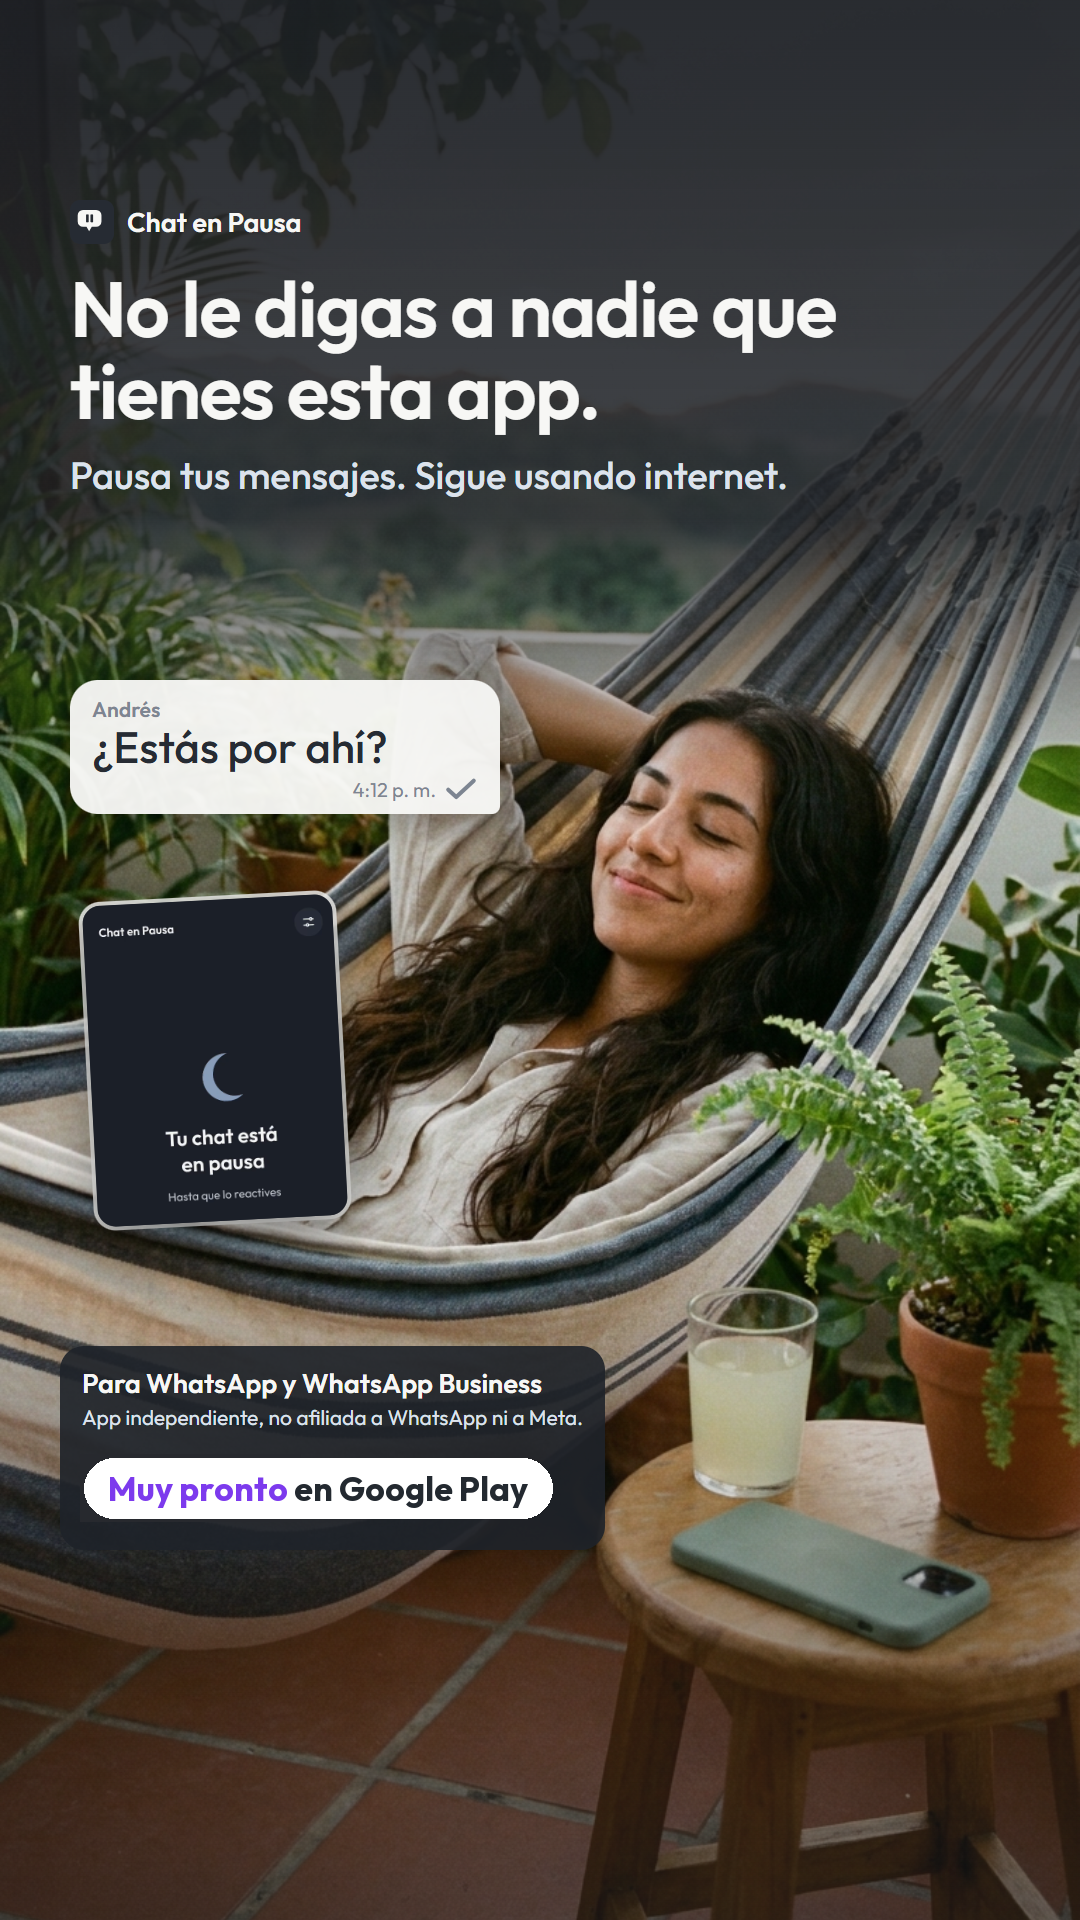 Chat en Pausa
No le digas a nadie que
tienes esta app.
Pausa tus mensajes. Sigue usando internet.
Andrés
¿Estás por ahí?
4:12 p. m.
Chat en Pausa
Tu chat está
en pausa
Hasta que lo reactives
Para WhatsApp y WhatsApp Business
App independiente, no afiliada a WhatsApp ni a Meta.
Muy pronto en Google Play